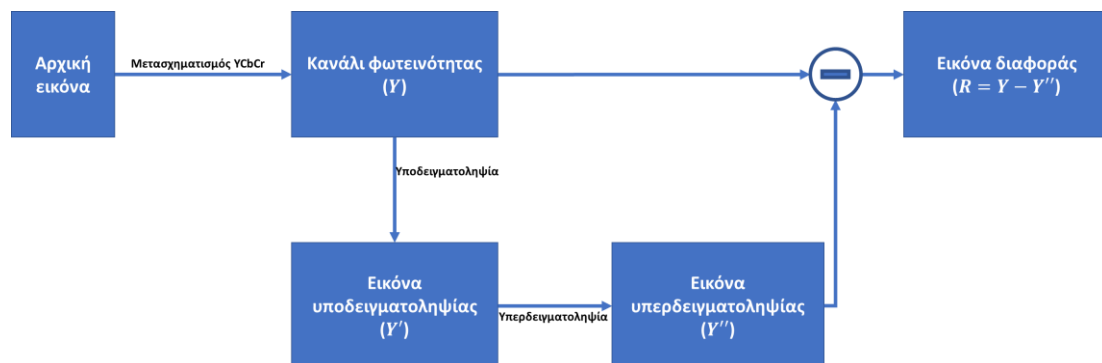 Αρχική
εικόνα
Μετασχηματισμός YCbCr
Κανάλι φωτεινότητας
(Y)
Εικόνα διαφοράς
(R = Y − Y′′)
Υποδειγματοληψία
Εικόνα
υποδειγματοληψίας
(Y′)
Υπερδειγματοληψία
Εικόνα
υπερδειγματοληψίας
(Y′′)